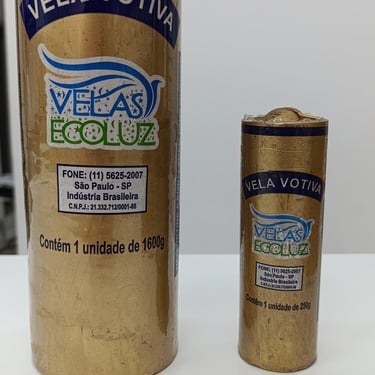 VELA VOTIVA
VELAS
ECOLUZ
FONE: (11) 5625-2007
São Paulo - SP
Indústria Brasileira
C.N.P.J.: 21.332.712/0001-88
Contém 1 unidade de 1600g
VELA VOTIVA
VELAS
ECOLUZ
FONE: (11) 5625-2007
São Paulo - SP
Indústria Brasileira
Contém 1 unidade de 250g